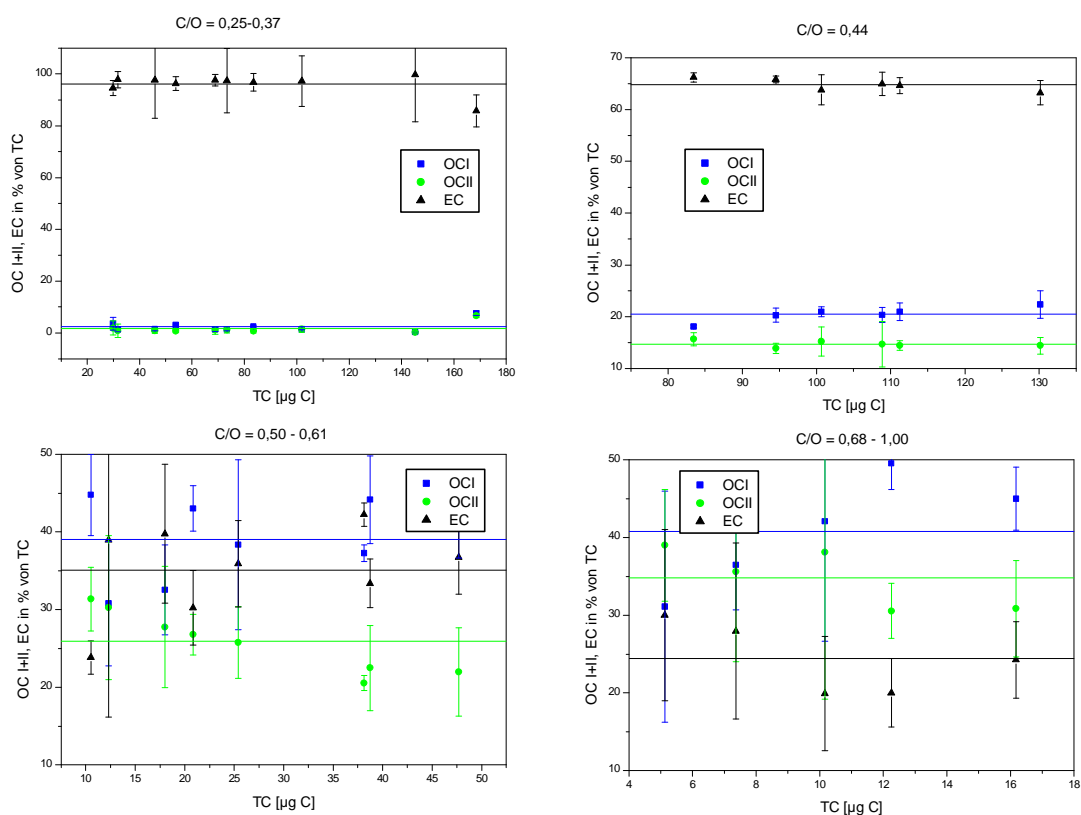 C/O = 0,25-0,37
OC I+II, EC in % von TC
100
80
60
40
20
0
OCI
OCII
EC
20 40 60 80 100 120 140 160 180
TC [µg C]
C/O = 0,44
OC I+II, EC in % von TC
70
60
50
40
30
20
10
OCI
OCII
EC
80 90 100 110 120 130
TC [µg C]
C/O = 0,50 - 0,61
OC I+II, EC in % von TC
50
40
30
20
10
OCI
OCII
EC
10 15 20 25 30 35 40 45 50
TC [µg C]
C/O = 0,68 - 1,00
OC I+II, EC in % von TC
50
40
30
20
10
OCI
OCII
EC
4 6 8 10 12 14 16 18
TC [µg C]